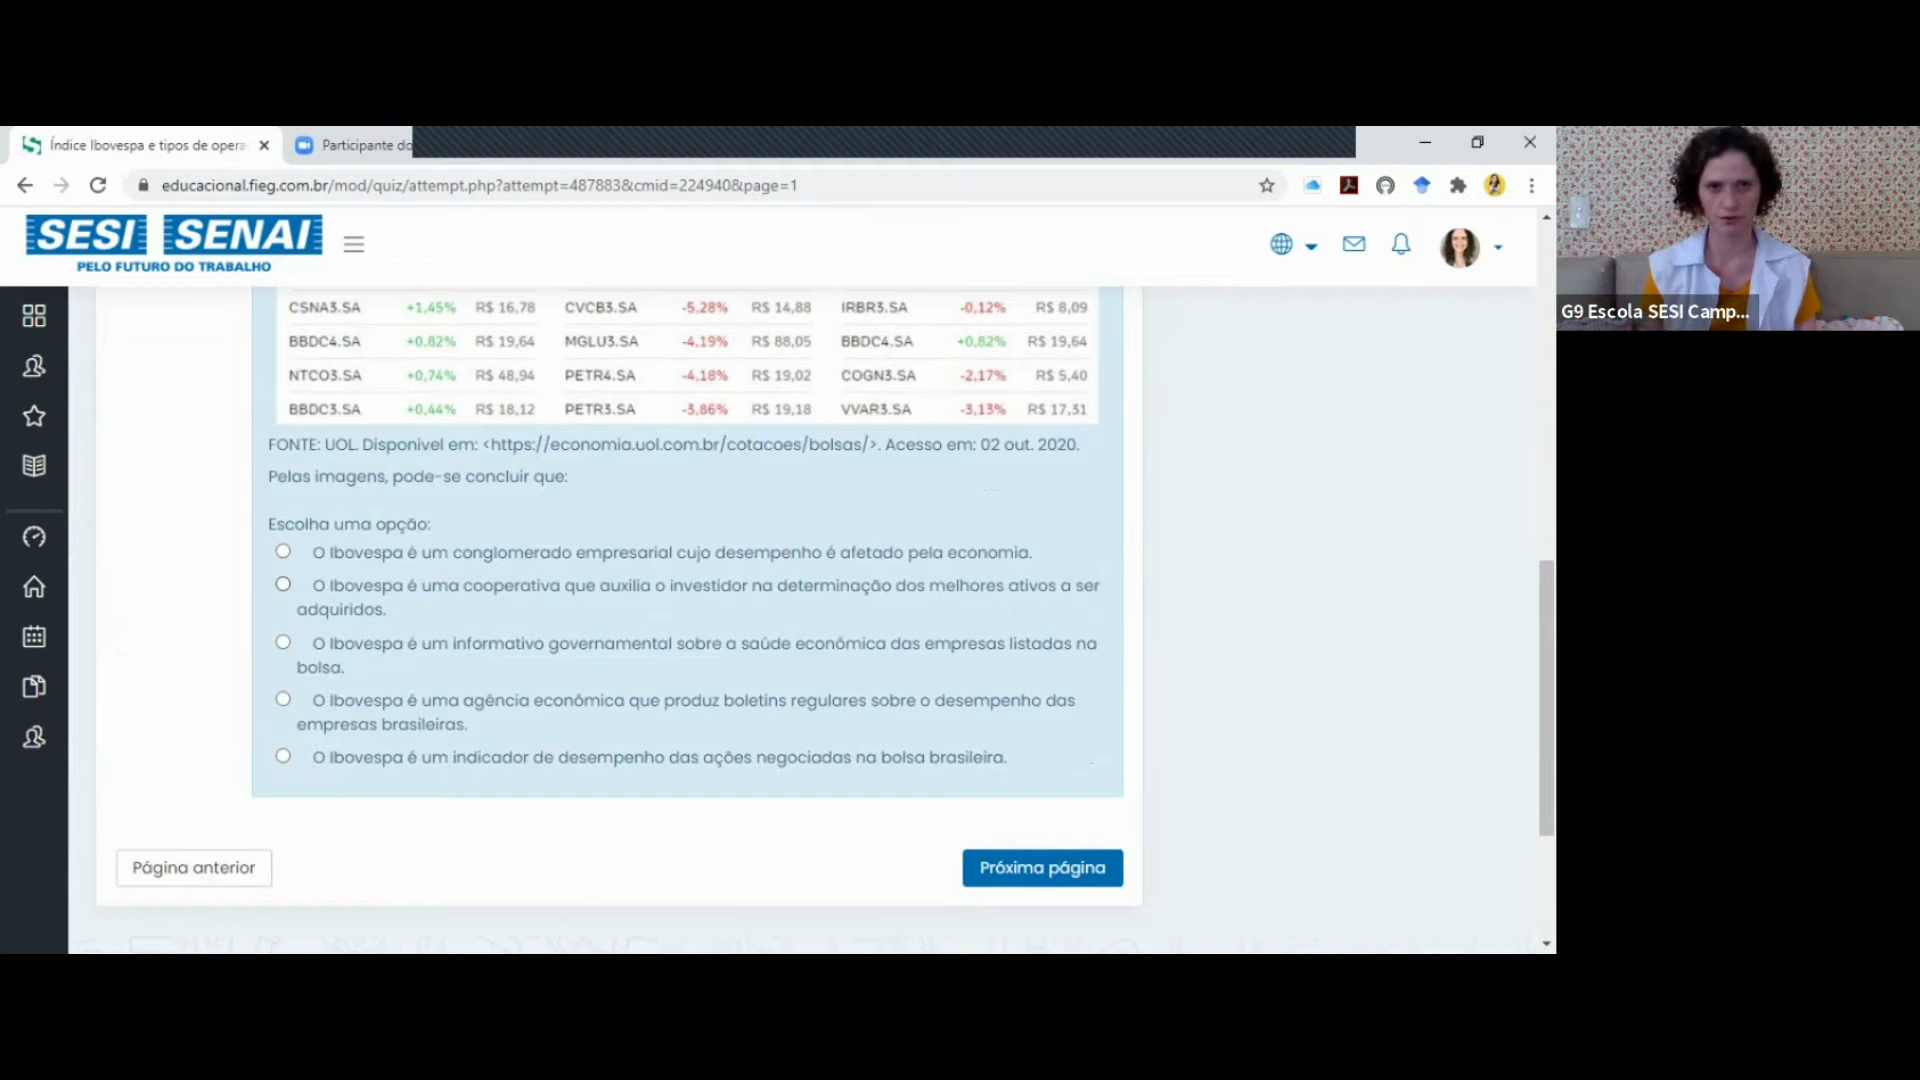 Índice Ibovespa e tipos de opera
Participante do
educacional.fieg.com.br/mod/quiz/attempt.php?attempt=487883&cmid=224940&page=1
SESI SENAI
PELO FUTURO DO TRABALHO
G9 Escola SESI Camp...
CSNA3.SA +1,45% R$ 16,78 CVCB3.SA -5,28% R$ 14,88 IRBR3.SA -0,12% R$ 8,09
BBDC4.SA +0,82% R$ 19,64 MGLU3.SA -4,19% R$ 88,05 BBDC4.SA +0,82% R$ 19,64
NTCO3.SA +0,74% R$ 48,94 PETR4.SA -4,18% R$ 19,02 COGN3.SA -2,17% R$ 5,40
BBDC3.SA +0,44% R$ 18,12 PETR3.SA -3,86% R$ 19,18 VVAR3.SA -3,13% R$ 17,31
FONTE: UOL. Disponível em: <https://economia.uol.com.br/cotacoes/bolsas/>. Acesso em: 02 out. 2020.
Pelas imagens, pode-se concluir que:
Escolha uma opção:
O Ibovespa é um conglomerado empresarial cujo desempenho é afetado pela economia.
O Ibovespa é uma cooperativa que auxilia o investidor na determinação dos melhores ativos a ser
adquiridos.
O Ibovespa é um informativo governamental sobre a saúde econômica das empresas listadas na
bolsa.
O Ibovespa é uma agência econômica que produz boletins regulares sobre o desempenho das
empresas brasileiras.
O Ibovespa é um indicador de desempenho das ações negociadas na bolsa brasileira.
Página anterior
Próxima página